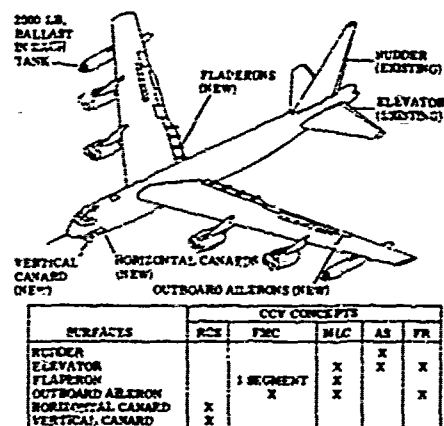 2000 LB.
BALLAST
IN EACH
TANK
FLAPERONS
(NEW)
RUDDER
(EXISTING)
ELEVATOR
(EXISTING)
VERTICAL
CANARD
(NEW)
HORIZONTAL CANARDS
(NEW)
OUTBOARD AILERONS (NEW)
SURFACES CCV CONCEPTS
RCS FMC MLC AS FR
RUDDER X
ELEVATOR X X X
FLAPERON 3 SEGMENT X
OUTBOARD AILERON X X X
HORIZONTAL CANARD X
VERTICAL CANARD X